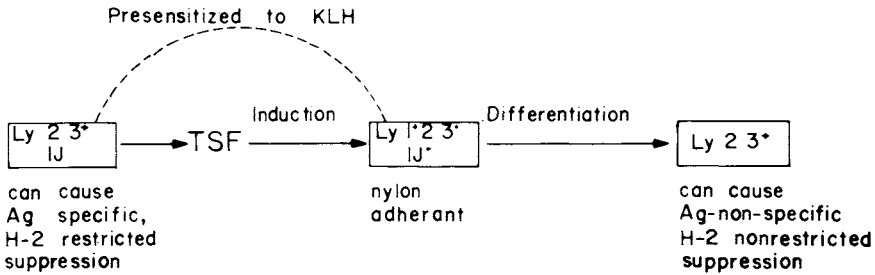 Presensitized to KLH
Ly 2 3⁺
IJ
TSF
Induction
Ly 1⁺2 3⁺
IJ⁺
Differentiation
Ly 2 3⁺
can cause
Ag specific,
H-2 restricted
suppression
nylon
adherant
can cause
Ag-non-specific
H-2 nonrestricted
suppression